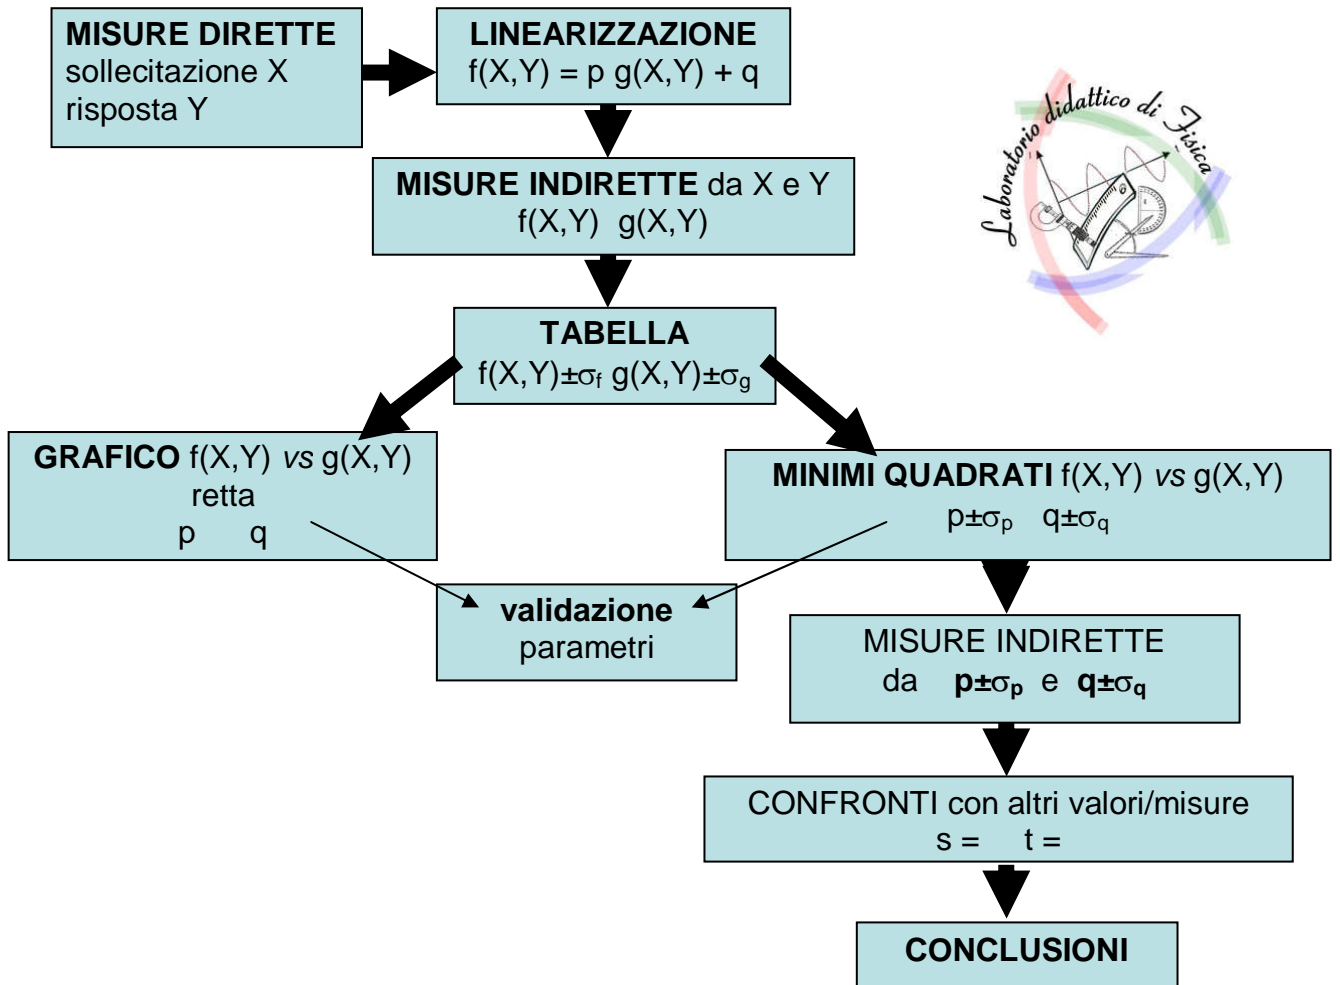 MISURE DIRETTE
sollecitazione X
risposta Y
LINEARIZZAZIONE
f(X,Y) = p g(X,Y) + q
Laboratorio didattico di Fisica
MISURE INDIRETTE da X e Y
f(X,Y) g(X,Y)
TABELLA
f(X,Y)±σf g(X,Y)±σg
GRAFICO f(X,Y) vs g(X,Y)
retta
p q
MINIMI QUADRATI f(X,Y) vs g(X,Y)
p±σp q±σq
validazione
parametri
MISURE INDIRETTE
da p±σp e q±σq
CONFRONTI con altri valori/misure
s = t =
CONCLUSIONI